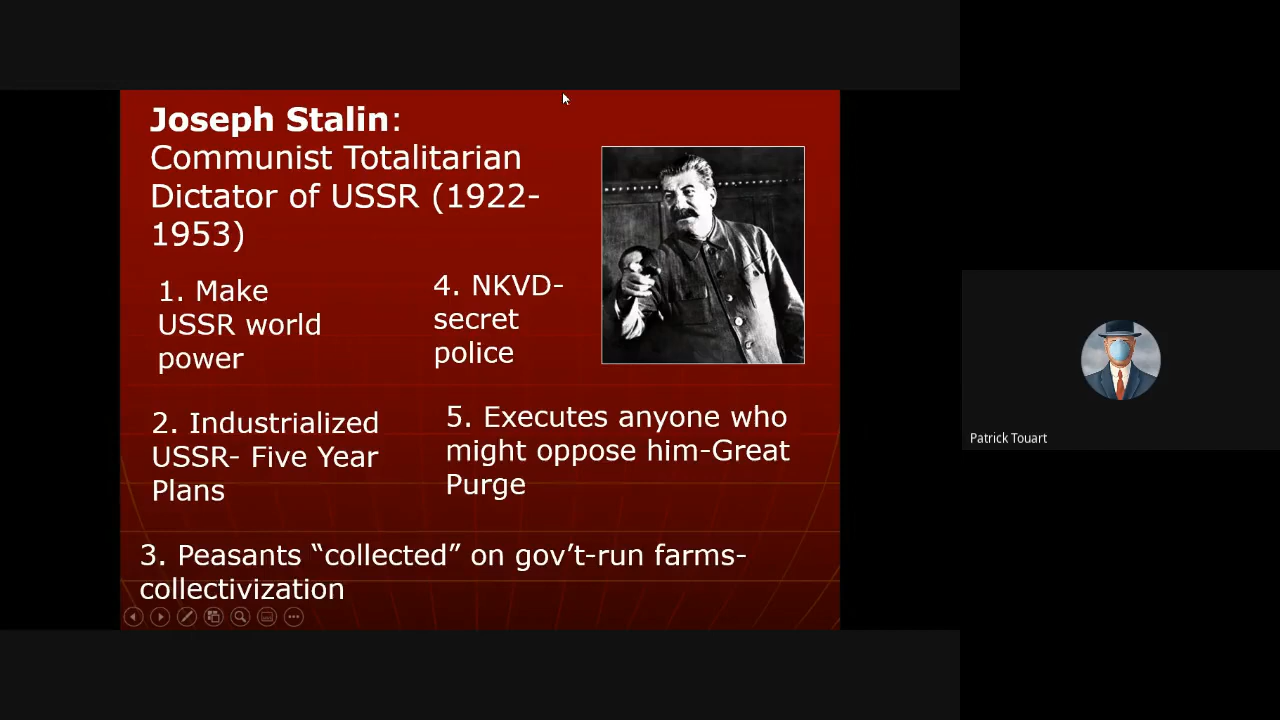 Joseph Stalin:
Communist Totalitarian
Dictator of USSR (1922-
1953)
1. Make
USSR world
power
2. Industrialized
USSR- Five Year
Plans
3. Peasants “collected” on gov’t-run farms-
collectivization
4. NKVD-
secret
police
5. Executes anyone who
might oppose him-Great
Purge
Patrick Touart